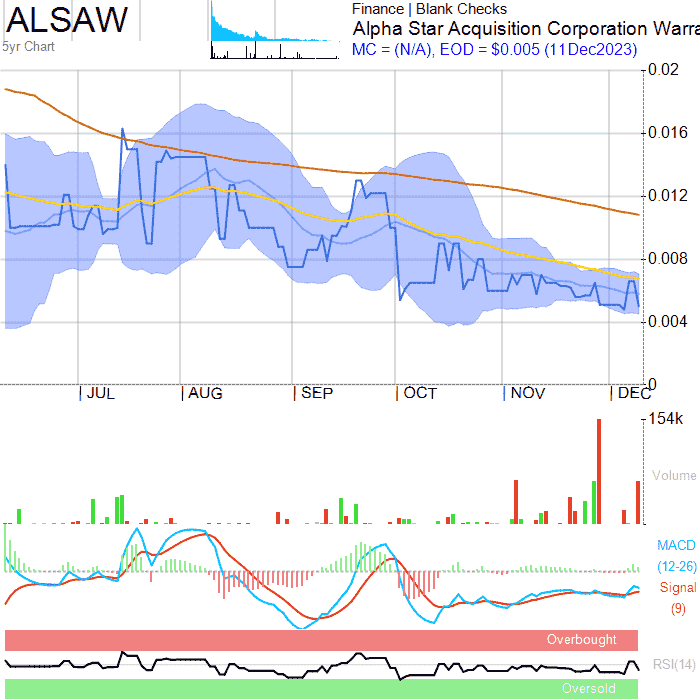 ALSAW
5yr Chart
Finance | Blank Checks
Alpha Star Acquisition Corporation Warra
MC = (N/A), EOD = $0.005 (11Dec2023)
0.02
0.016
0.012
0.008
0.004
0
JUL AUG SEP OCT NOV DEC
154k
Volume
MACD
(12-26)
Signal
(9)
Overbought
RSI(14)
Oversold